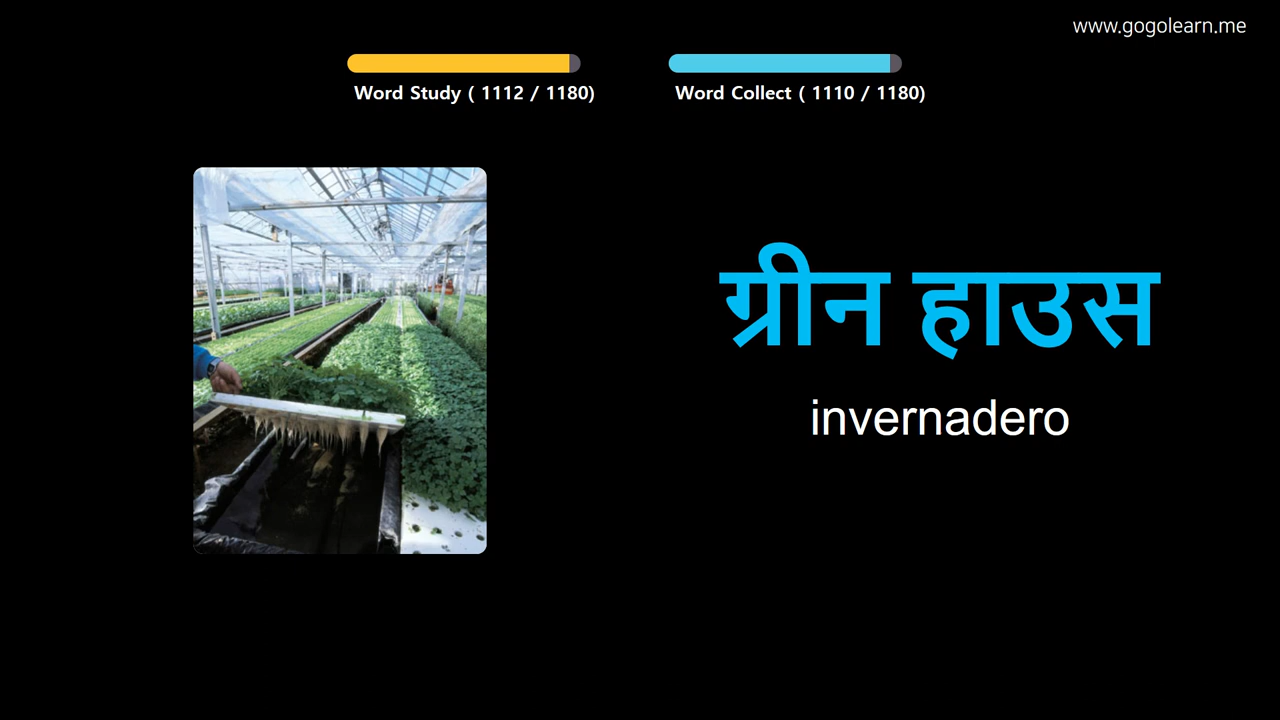 www.gogolearn.me
Word Study ( 1112 / 1180)
Word Collect ( 1110 / 1180)
ग्रीन हाउस
invernadero